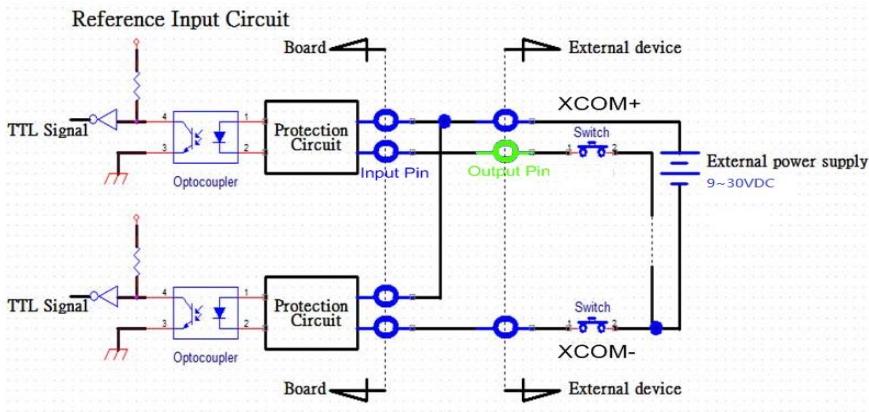 Reference Input Circuit
Board
External device
XCOM+
TTL Signal
4
3
1
2
Optocoupler
Protection
Circuit
Input Pin
Output Pin
Switch
1
2
External power supply
9~30VDC
TTL Signal
4
3
1
2
Optocoupler
Protection
Circuit
Switch
1
2
XCOM-
Board
External device